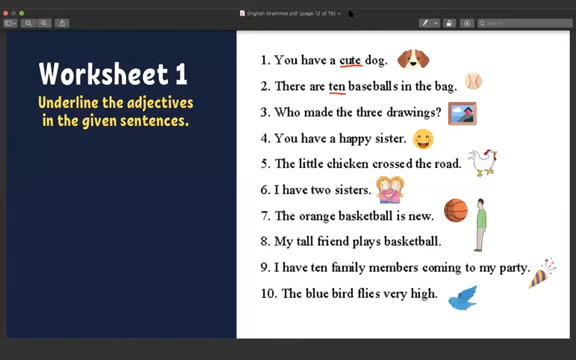 English Grammar.pdf (page 12 of 19)
Search
Worksheet 1
Underline the adjectives
in the given sentences.
1. You have a cute dog.
2. There are ten baseballs in the bag.
3. Who made the three drawings?
4. You have a happy sister.
5. The little chicken crossed the road.
6. I have two sisters.
7. The orange basketball is new.
8. My tall friend plays basketball.
9. I have ten family members coming to my party.
10. The blue bird flies very high.